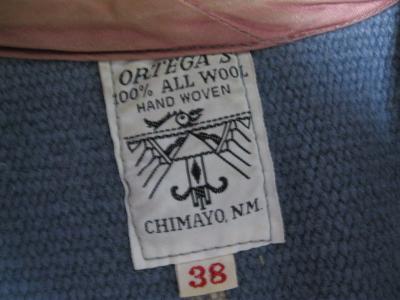 ORTEGA'S
100% ALL WOOL
HAND WOVEN
CHIMAYO, N.M.
38